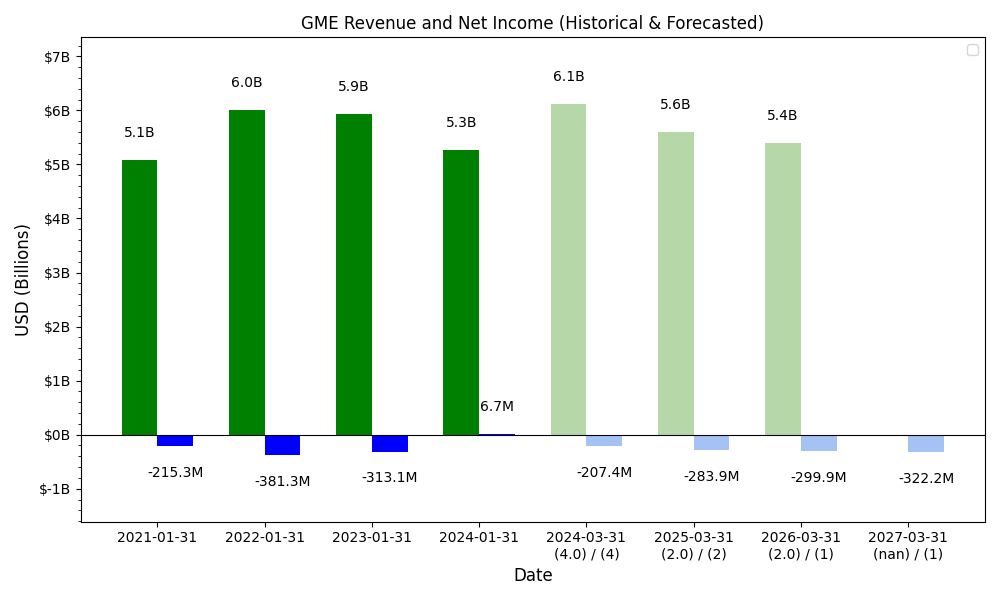 GME Revenue and Net Income (Historical & Forecasted)
$7B
$6B
$5B
$4B
$3B
$2B
$1B
$0B
$-1B
USD (Billions)
5.1B
6.0B
5.9B
5.3B
6.1B
5.6B
5.4B
-215.3M
-381.3M
-313.1M
6.7M
-207.4M
-283.9M
-299.9M
-322.2M
2021-01-31
2022-01-31
2023-01-31
2024-01-31
2024-03-31
(4.0) / (4)
2025-03-31
(2.0) / (2)
2026-03-31
(2.0) / (1)
2027-03-31
(nan) / (1)
Date